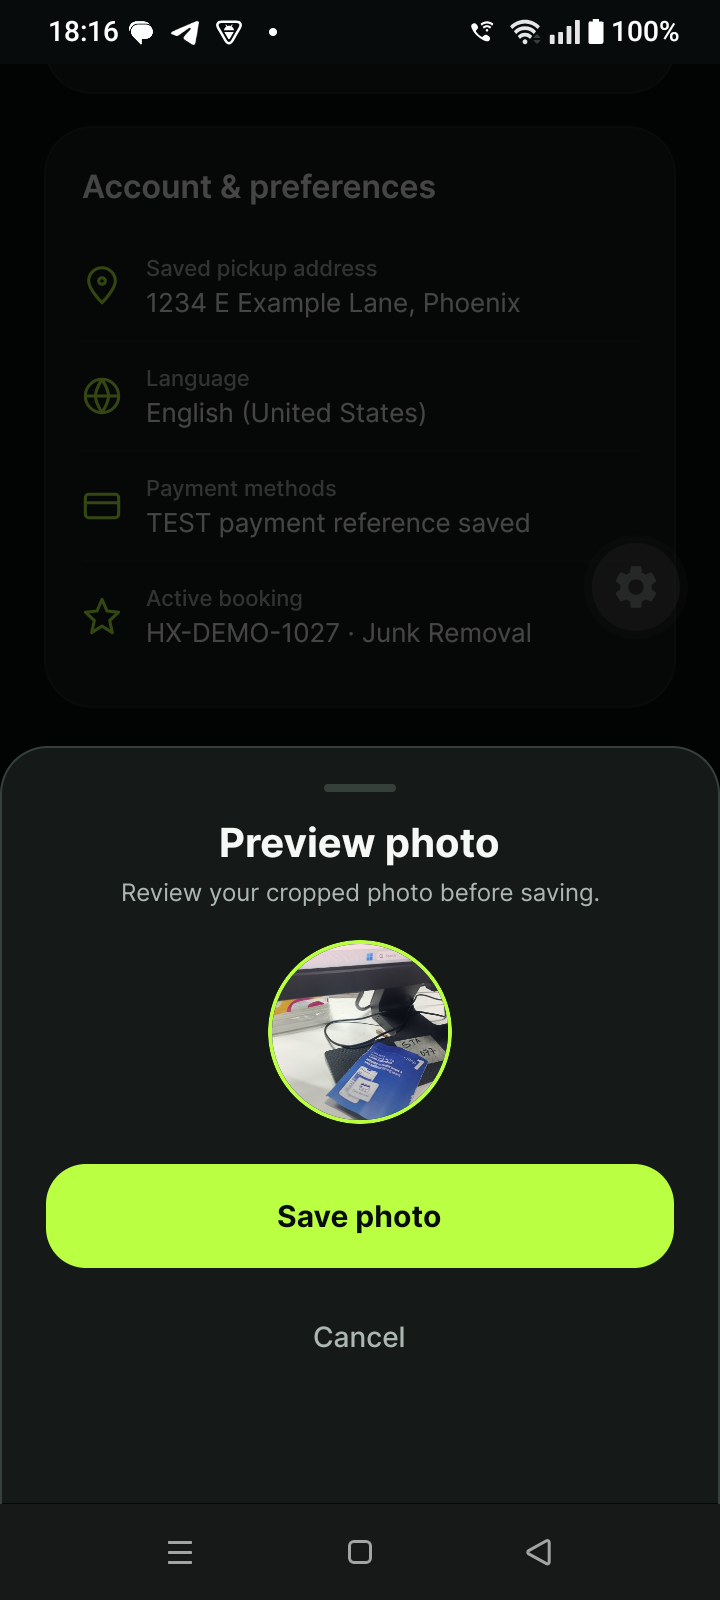 18:16
100%
Account & preferences
Saved pickup address
1234 E Example Lane, Phoenix
Language
English (United States)
Payment methods
TEST payment reference saved
Active booking
HX-DEMO-1027 · Junk Removal
Preview photo
Review your cropped photo before saving.
STA
077
Save photo
Cancel